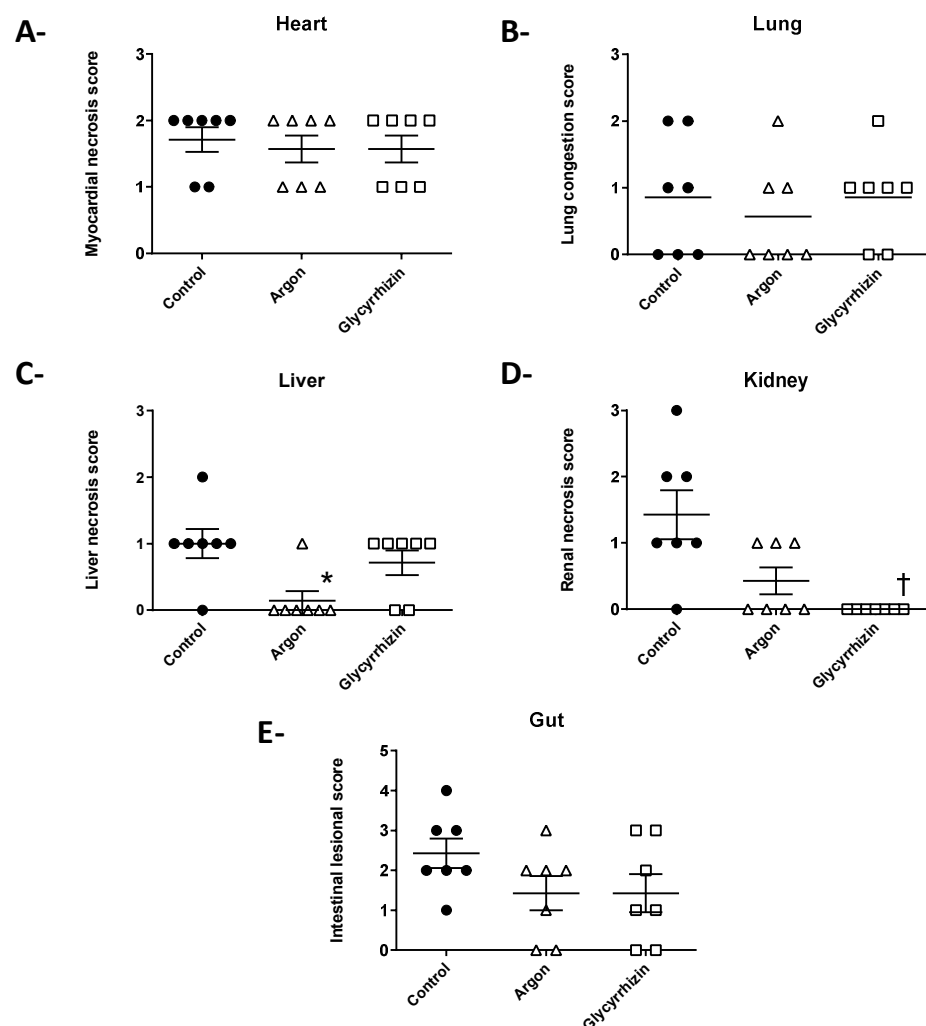 A-
Heart
Myocardial necrosis score
3
2
1
0
Control
Argon
Glycyrrhizin
B-
Lung
Lung congestion score
3
2
1
0
Control
Argon
Glycyrrhizin
C-
Liver
Liver necrosis score
3
2
1
0
*
Control
Argon
Glycyrrhizin
D-
Kidney
Renal necrosis score
3
2
1
0
†
Control
Argon
Glycyrrhizin
E-
Gut
Intestinal lesional score
5
4
3
2
1
0
Control
Argon
Glycyrrhizin